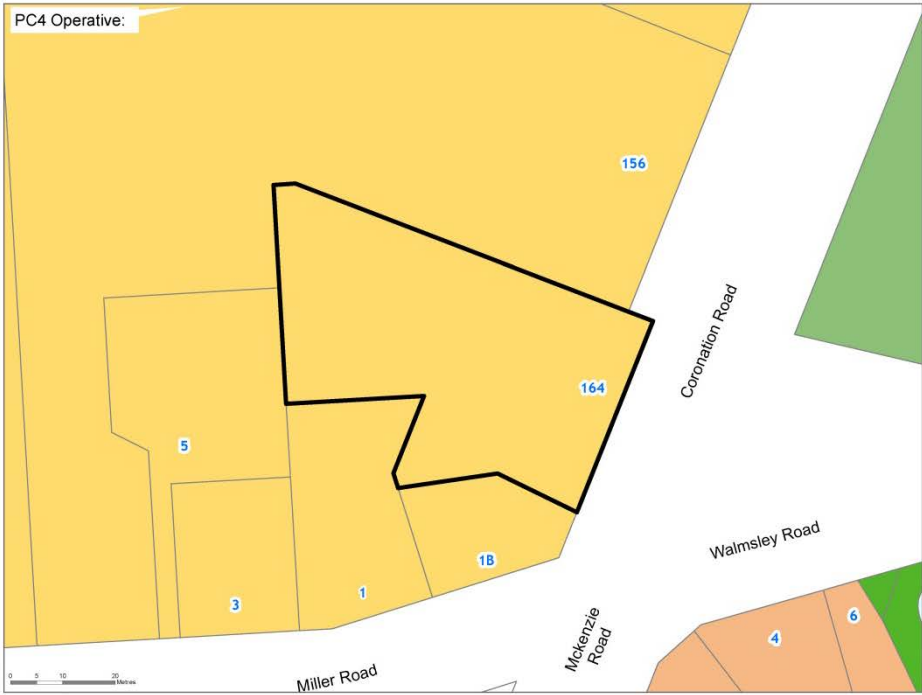 PC4 Operative:
156
Coronation Road
164
5
Walmsley Road
1B
1
3
Mckenzie
Road
4
6
Miller Road
0 5 10 20
Metres